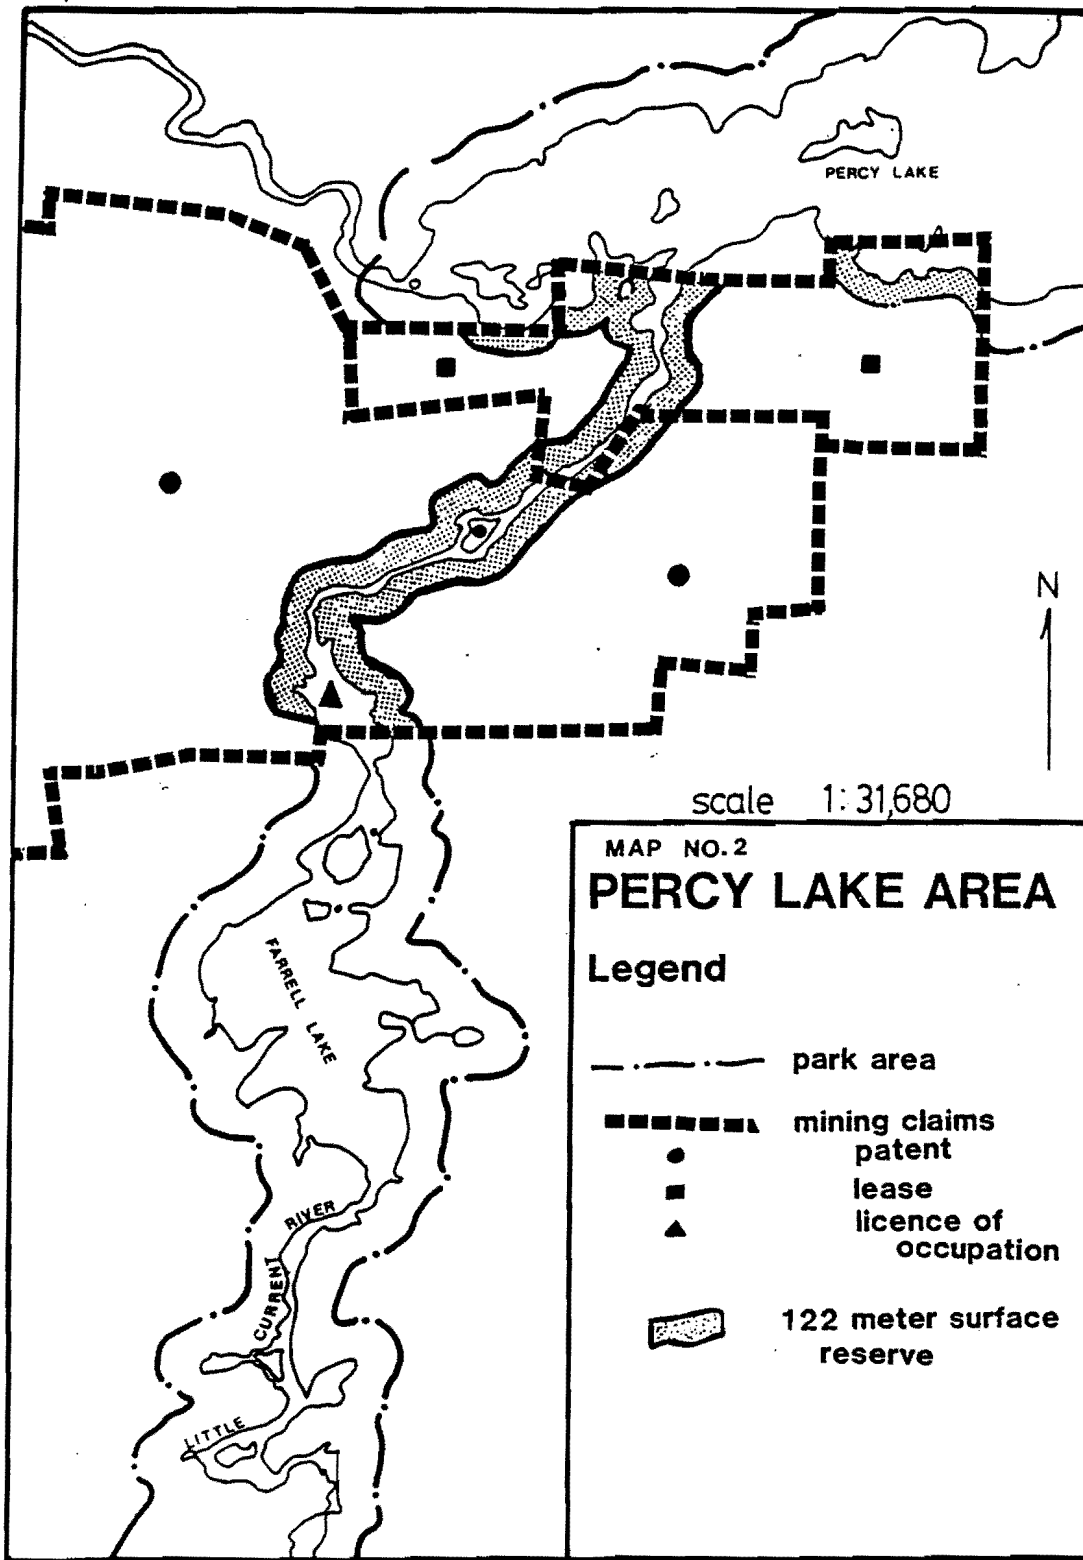 PERCY LAKE
N
scale 1:31,680
MAP NO. 2
PERCY LAKE AREA
Legend
park area
mining claims
patent
lease
licence of
occupation
122 meter surface
reserve
FARRELL LAKE
RIVER
CURRENT
LITTLE